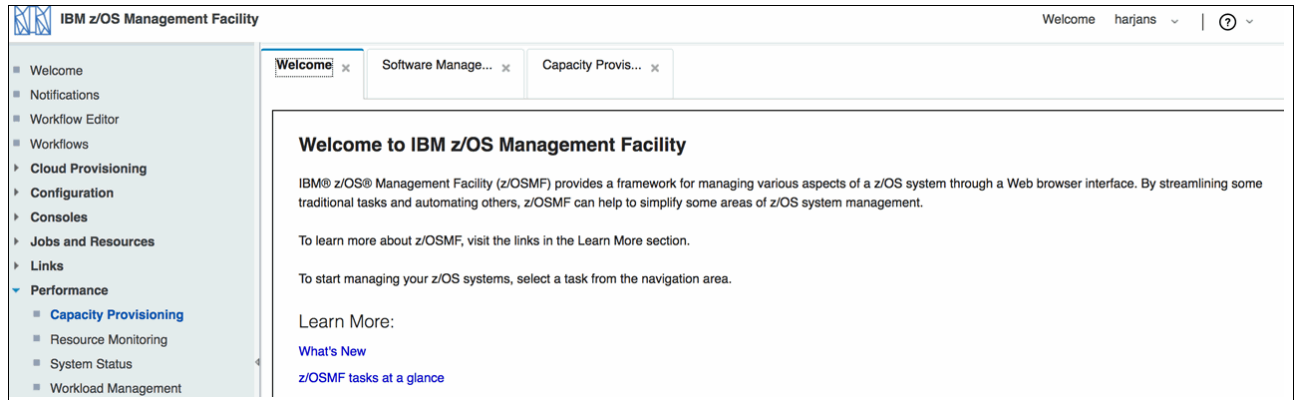 IBM z/OS Management Facility
Welcome harjans
Welcome
Notifications
Workflow Editor
Workflows
Cloud Provisioning
Configuration
Consoles
Jobs and Resources
Links
Performance
Capacity Provisioning
Resource Monitoring
System Status
Workload Management
Welcome Software Manage... Capacity Provis...
Welcome to IBM z/OS Management Facility
IBM® z/OS® Management Facility (z/OSMF) provides a framework for managing various aspects of a z/OS system through a Web browser interface. By streamlining some
traditional tasks and automating others, z/OSMF can help to simplify some areas of z/OS system management.
To learn more about z/OSMF, visit the links in the Learn More section.
To start managing your z/OS systems, select a task from the navigation area.
Learn More:
What's New
z/OSMF tasks at a glance